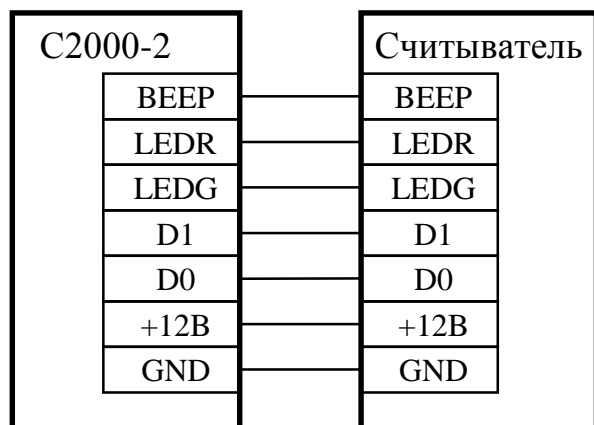 С2000-2 Считыватель
BEEP BEEP
LEDR LEDR
LEDG LEDG
D1 D1
D0 D0
+12В +12В
GND GND